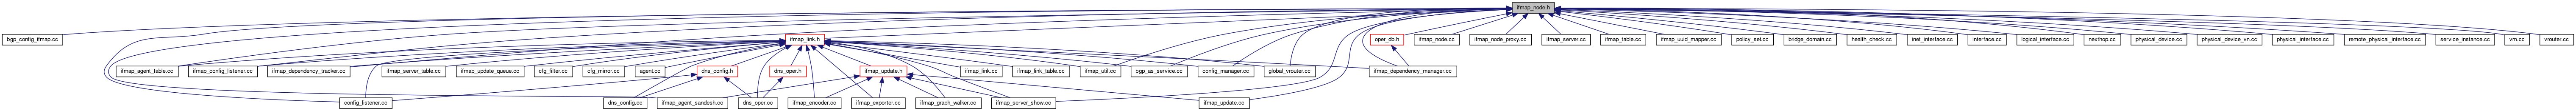 ifmap_node.h
bgp_config_ifmap.cc
ifmap_link.h
oper_db.h
ifmap_node.cc
ifmap_node_proxy.cc
ifmap_server.cc
ifmap_table.cc
ifmap_uuid_mapper.cc
policy_set.cc
bridge_domain.cc
health_check.cc
inet_interface.cc
interface.cc
logical_interface.cc
nexthop.cc
physical_device.cc
physical_device_vn.cc
physical_interface.cc
remote_physical_interface.cc
service_instance.cc
vm.cc
vrouter.cc
ifmap_agent_table.cc
ifmap_config_listener.cc
ifmap_dependency_tracker.cc
ifmap_server_table.cc
ifmap_update_queue.cc
cfg_filter.cc
cfg_mirror.cc
agent.cc
dns_config.h
dns_oper.h
ifmap_update.h
ifmap_link.cc
ifmap_link_table.cc
ifmap_util.cc
bgp_as_service.cc
config_manager.cc
global_vrouter.cc
ifmap_dependency_manager.cc
config_listener.cc
dns_config.cc
ifmap_agent_sandesh.cc
dns_oper.cc
ifmap_encoder.cc
ifmap_exporter.cc
ifmap_graph_walker.cc
ifmap_server_show.cc
ifmap_update.cc